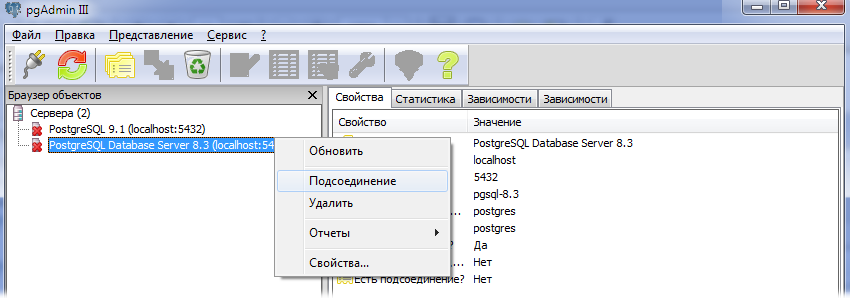 pgAdmin III
Файл Правка Представление Сервис ?
Браузер объектов
Сервера (2)
PostgreSQL 9.1 (localhost:5432)
PostgreSQL Database Server 8.3 (localhost:54
Обновить
Подсоединение
Удалить
Отчеты
Свойства...
Свойства Статистика Зависимости Зависимости
Свойство Значение
PostgreSQL Database Server 8.3
localhost
5432
pgsql-8.3
... postgres
postgres
? Да
... Нет
Есть подсоединение? Нет